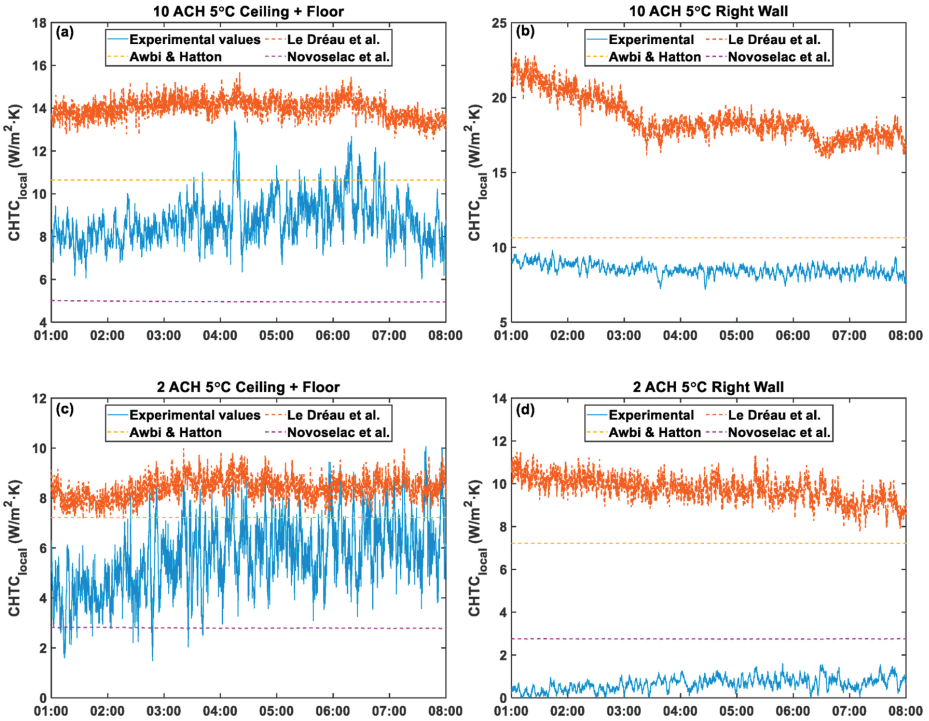 10 ACH 5°C Ceiling + Floor
(a)
Experimental values
Le Dréau et al.
Awbi & Hatton
Novoselac et al.
CHTClocal (W/m²·K)
18
16
14
12
10
8
6
4
01:00 02:00 03:00 04:00 05:00 06:00 07:00 08:00
10 ACH 5°C Right Wall
(b)
Experimental
Le Dréau et al.
Awbi & Hatton
Novoselac et al.
CHTClocal (W/m²·K)
25
20
15
10
5
01:00 02:00 03:00 04:00 05:00 06:00 07:00 08:00
2 ACH 5°C Ceiling + Floor
(c)
Experimental values
Le Dréau et al.
Awbi & Hatton
Novoselac et al.
CHTClocal (W/m²·K)
12
10
8
6
4
2
0
01:00 02:00 03:00 04:00 05:00 06:00 07:00 08:00
2 ACH 5°C Right Wall
(d)
Experimental
Le Dréau et al.
Awbi & Hatton
Novoselac et al.
CHTClocal (W/m²·K)
14
12
10
8
6
4
2
0
01:00 02:00 03:00 04:00 05:00 06:00 07:00 08:00